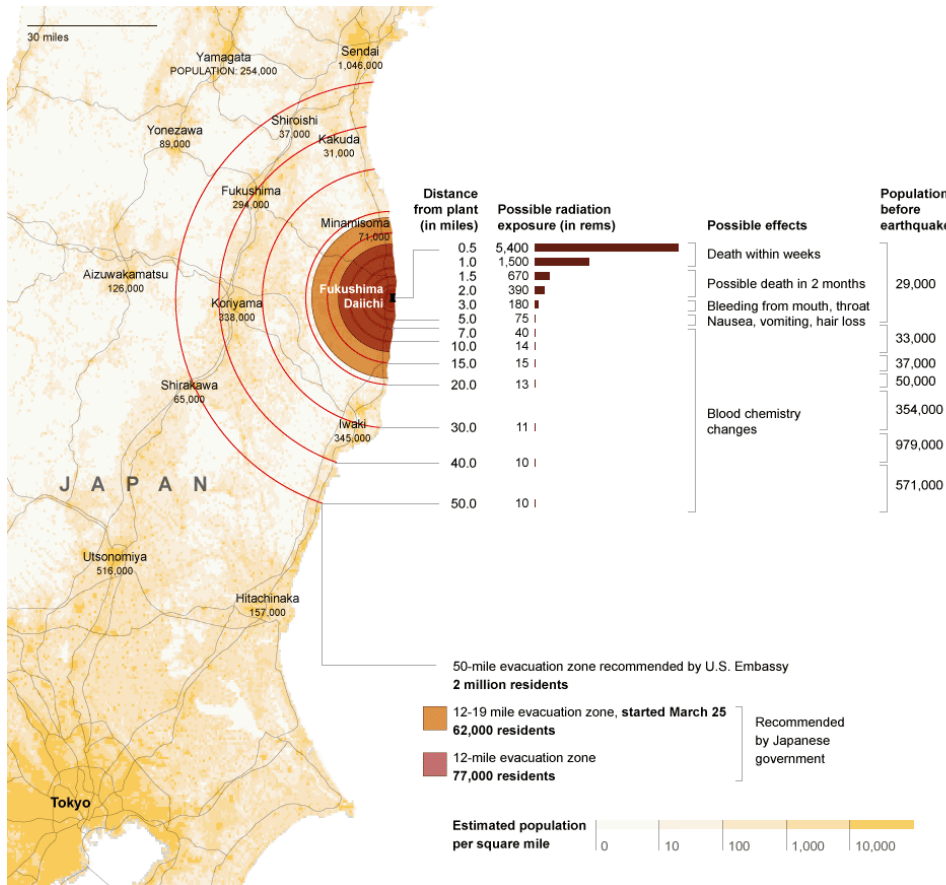 30 miles
Yamagata
POPULATION: 254,000
Sendai
1,046,000
Shiroishi
37,000
Yonezawa
89,000
Kakuda
31,000
Fukushima
294,000
Minamisoma
71,000
Aizuwakamatsu
126,000
Koriyama
338,000
Fukushima
Daiichi
Shirakawa
65,000
Iwaki
345,000
JAPAN
Utsonomiya
516,000
Hitachinaka
157,000
Tokyo
Distance
from plant
(in miles)
Possible radiation
exposure (in rems)
Possible effects
Population
before
earthquake
0.5 5,400
Death within weeks
1.0 1,500
1.5 670
Possible death in 2 months
29,000
2.0 390
3.0 180
Bleeding from mouth, throat
5.0 75
Nausea, vomiting, hair loss
7.0 40
33,000
10.0 14
15.0 15
37,000
20.0 13
50,000
354,000
Blood chemistry
changes
30.0 11
979,000
40.0 10
571,000
50.0 10
50-mile evacuation zone recommended by U.S. Embassy
2 million residents
12-19 mile evacuation zone, started March 25
62,000 residents
12-mile evacuation zone
77,000 residents
Recommended
by Japanese
government
Estimated population
per square mile
0 10 100 1,000 10,000